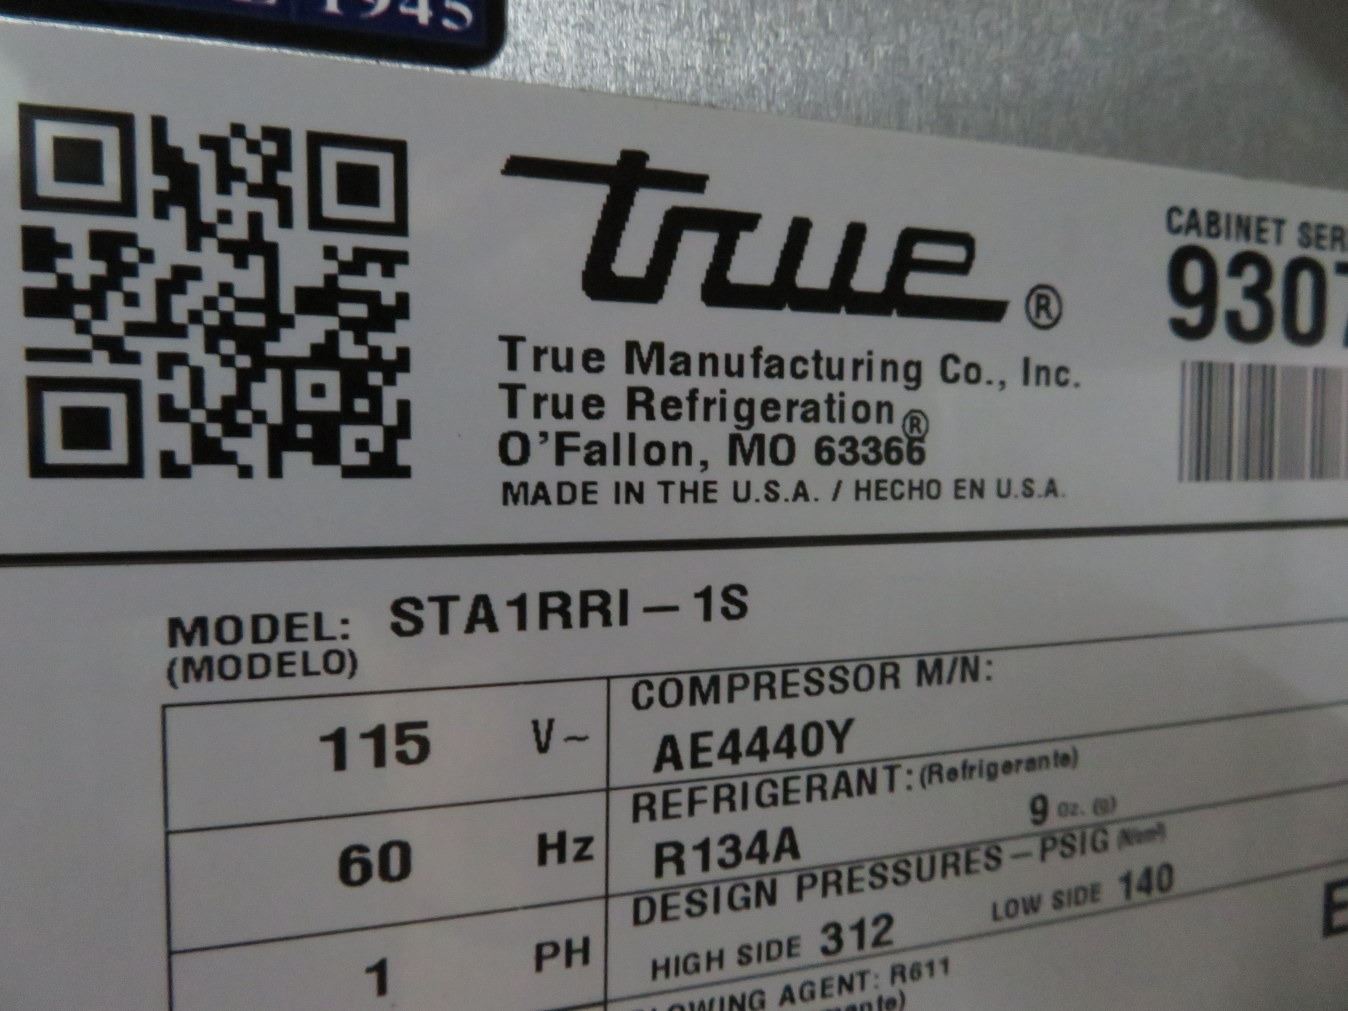 1945
true®
True Manufacturing Co., Inc.
True Refrigeration®
O'Fallon, MO 63366
MADE IN THE U.S.A. / HECHO EN U.S.A.
CABINET SER
9307
MODEL: STA1RRI-1S
(MODELO)
115 V~
60 Hz
1 PH
COMPRESSOR M/N:
AE4440Y
REFRIGERANT: (Refrigerante)
R134A 9 Oz. (g)
DESIGN PRESSURES-PSIG
HIGH SIDE 312 LOW SIDE 140
AGENT: R611